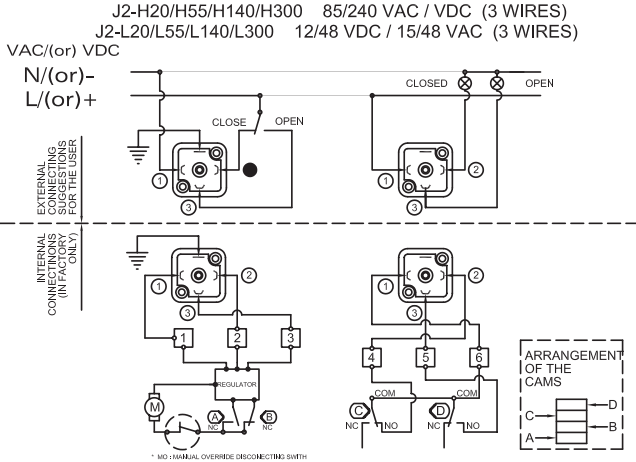 J2-H20/H55/H140/H300 85/240 VAC / VDC (3 WIRES)
J2-L20/L55/L140/L300 12/48 VDC / 15/48 VAC (3 WIRES)
VAC/(or) VDC
N/(or)-
L/(or)+
CLOSED
OPEN
CLOSE
OPEN
EXTERNAL
CONNECTING
SUGGESTIONS
FOR THE USER
1
3
1
2
3
INTERNAL
CONNECTINONS
(IN FACTORY
ONLY)
1
2
3
1
2
3
1
2
3
4
5
6
REGULATOR
M
A
B
NC
NC
COM
COM
C
D
NC
NO
NC
NO
ARRANGEMENT
OF THE
CAMS
C
A
D
B
* MO : MANUAL OVERRIDE DISCONECTING SWITH